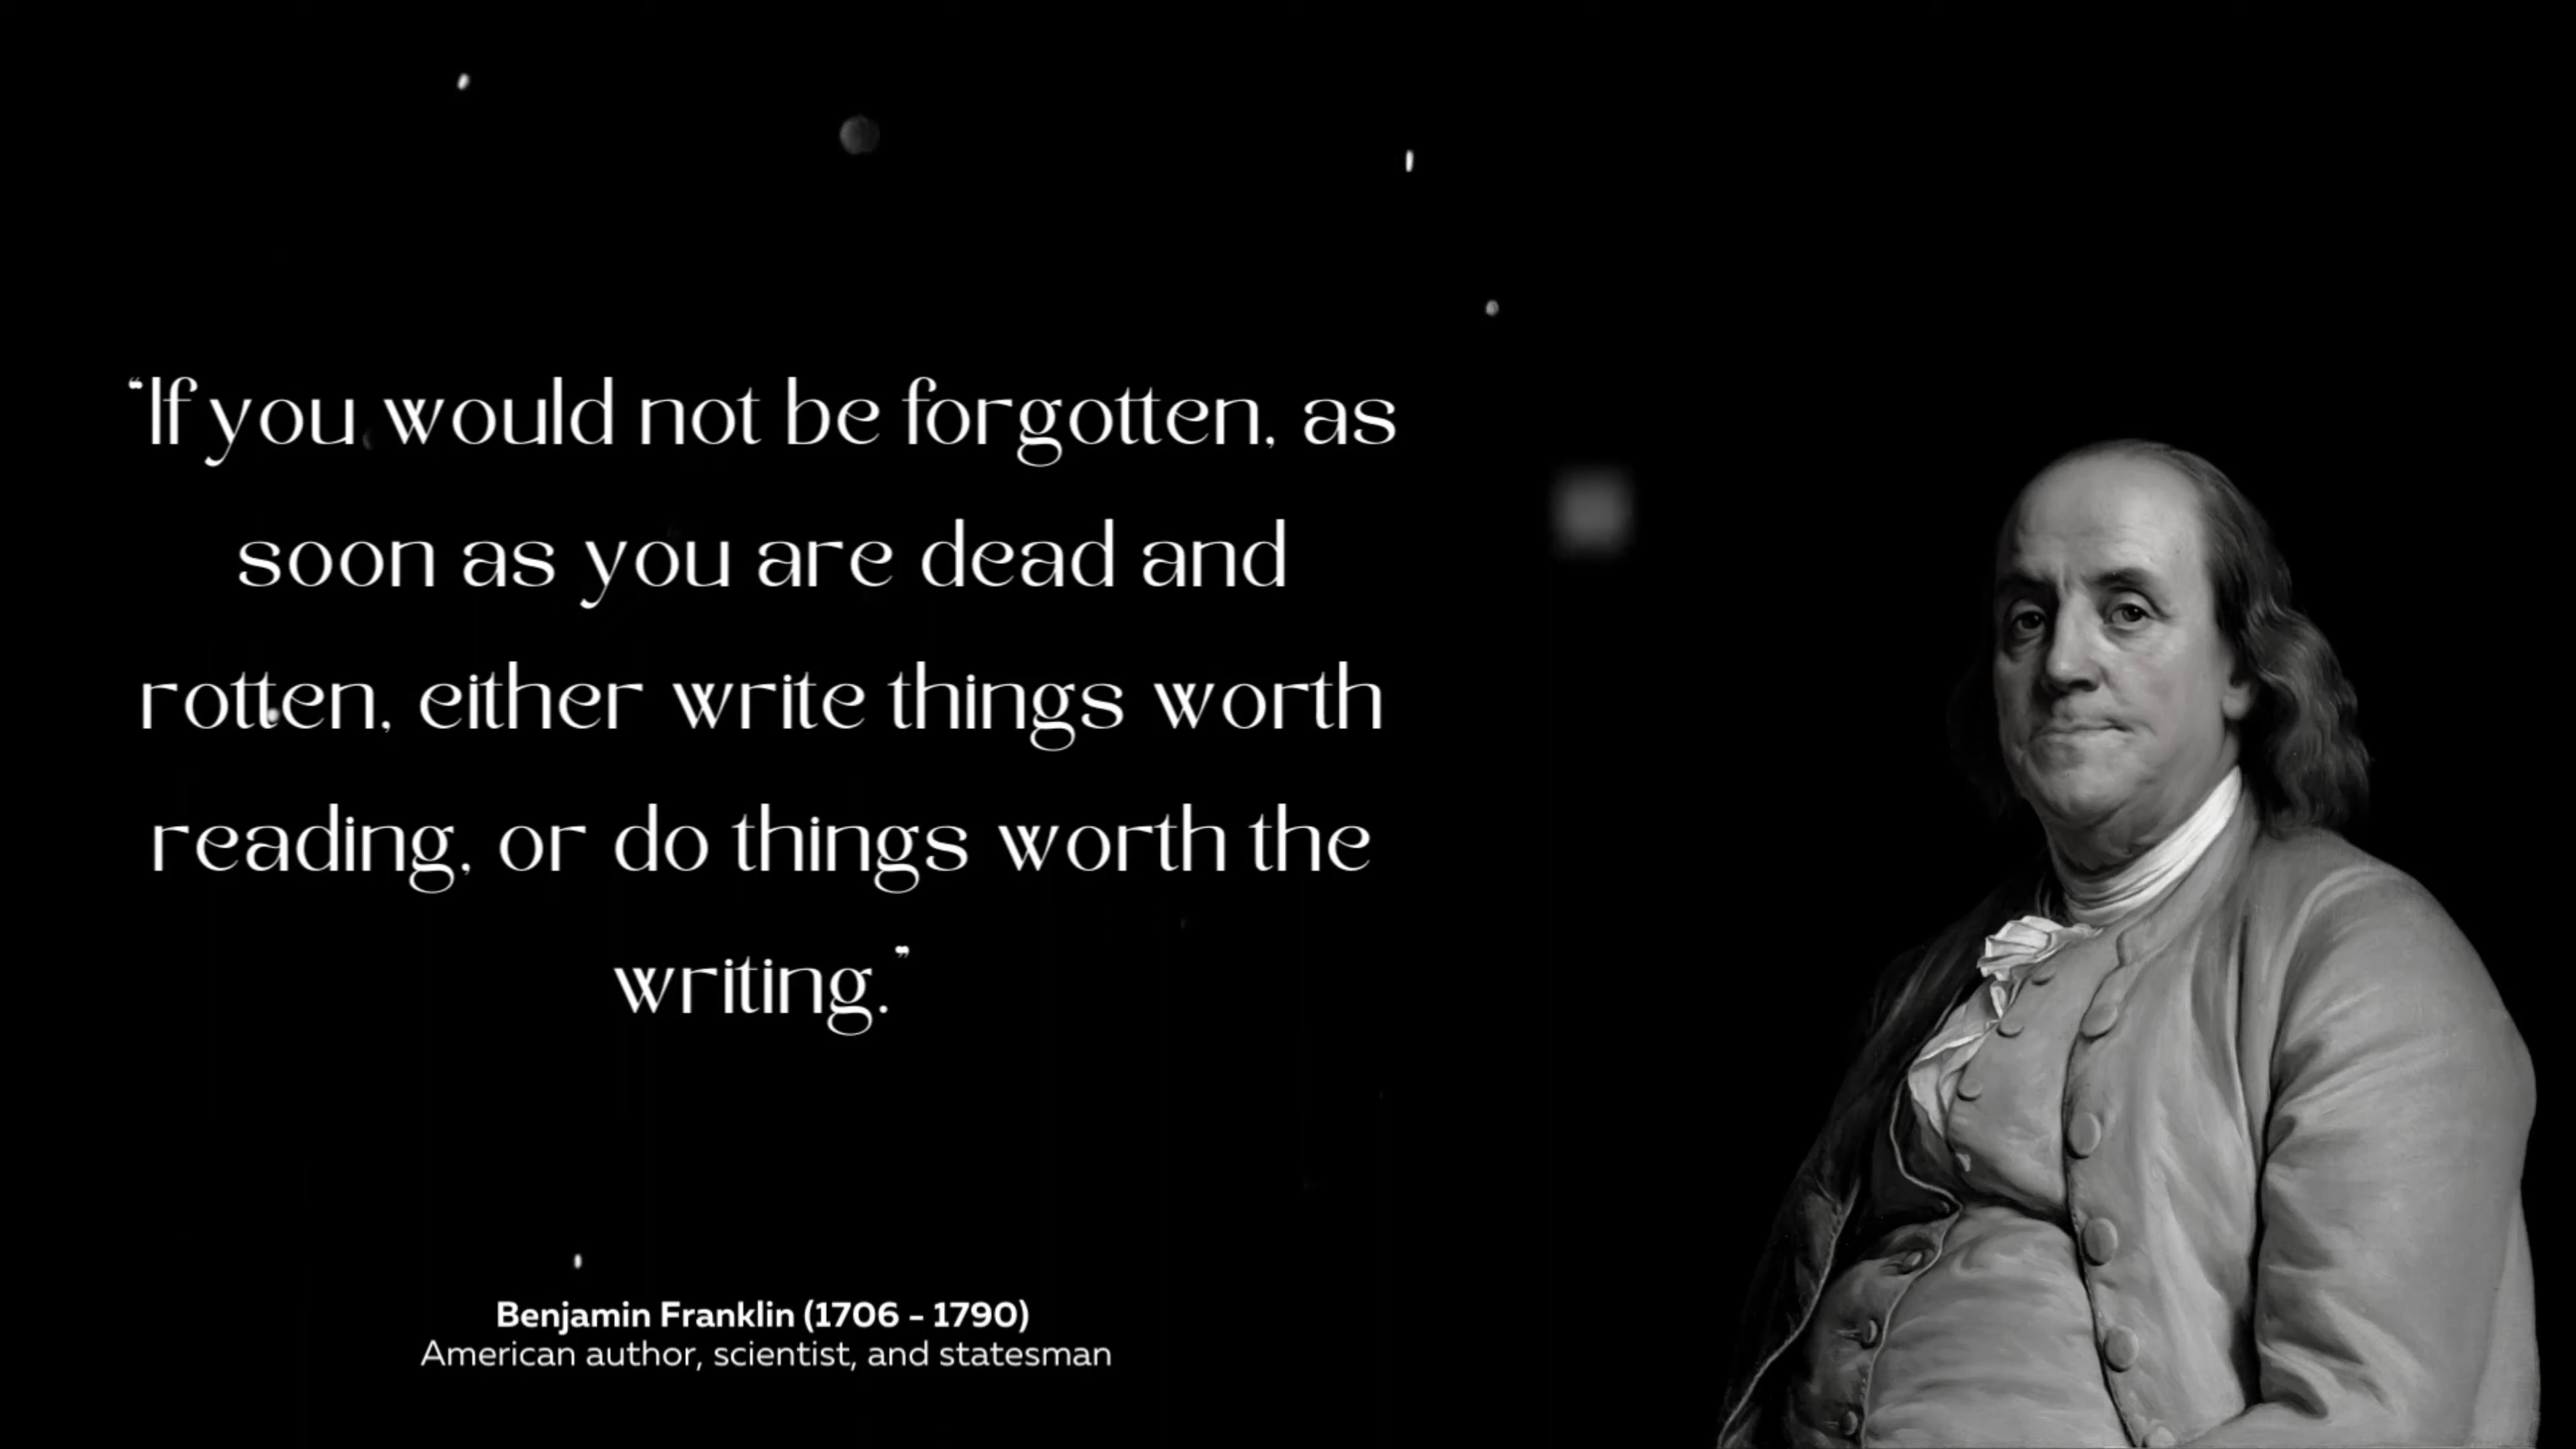 “If you would not be forgotten, as
soon as you are dead and
rotten, either write things worth
reading, or do things worth the
writing.”
Benjamin Franklin (1706 - 1790)
American author, scientist, and statesman